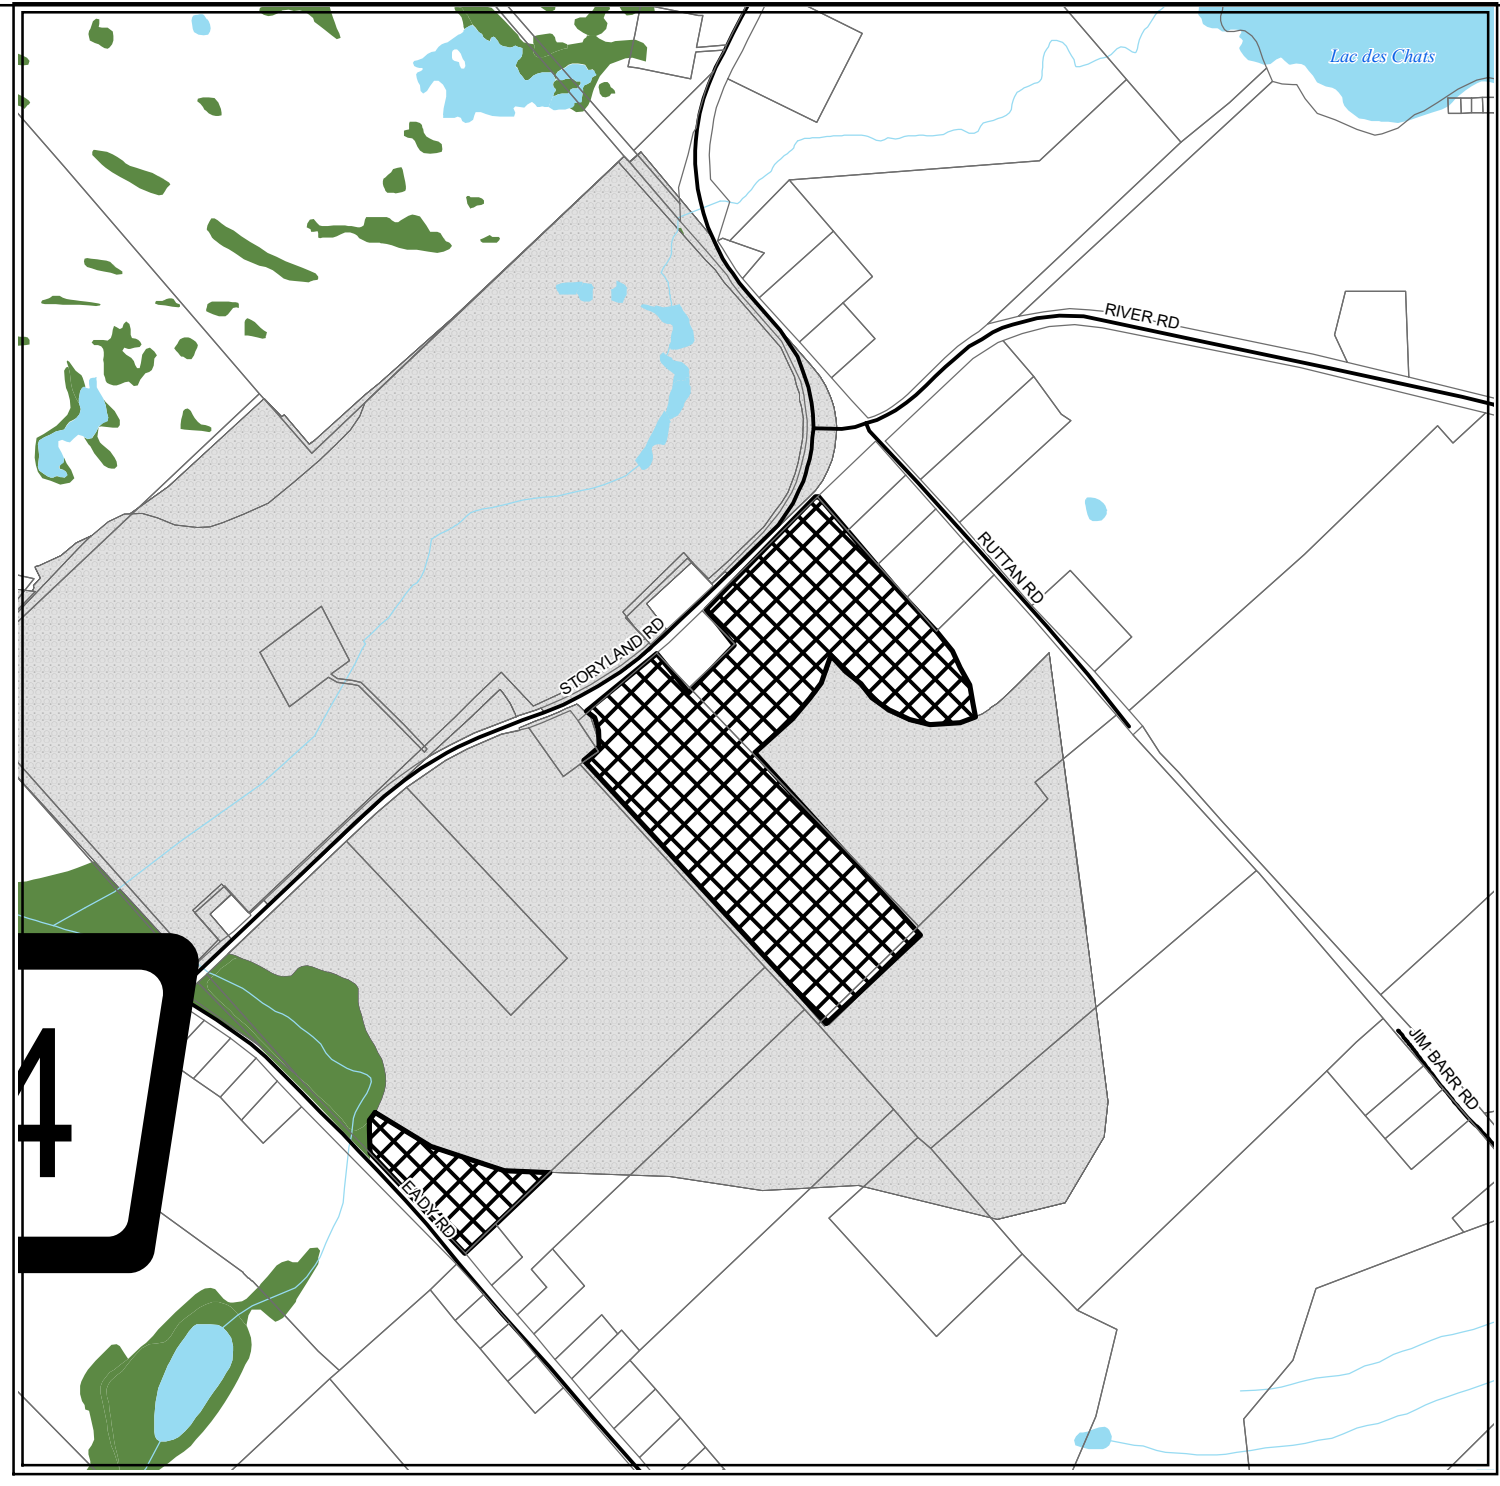 Lac des Chats
RIVER RD
RUTTAN RD
STORYLAND RD
4
JIM BARR RD
EADY RD